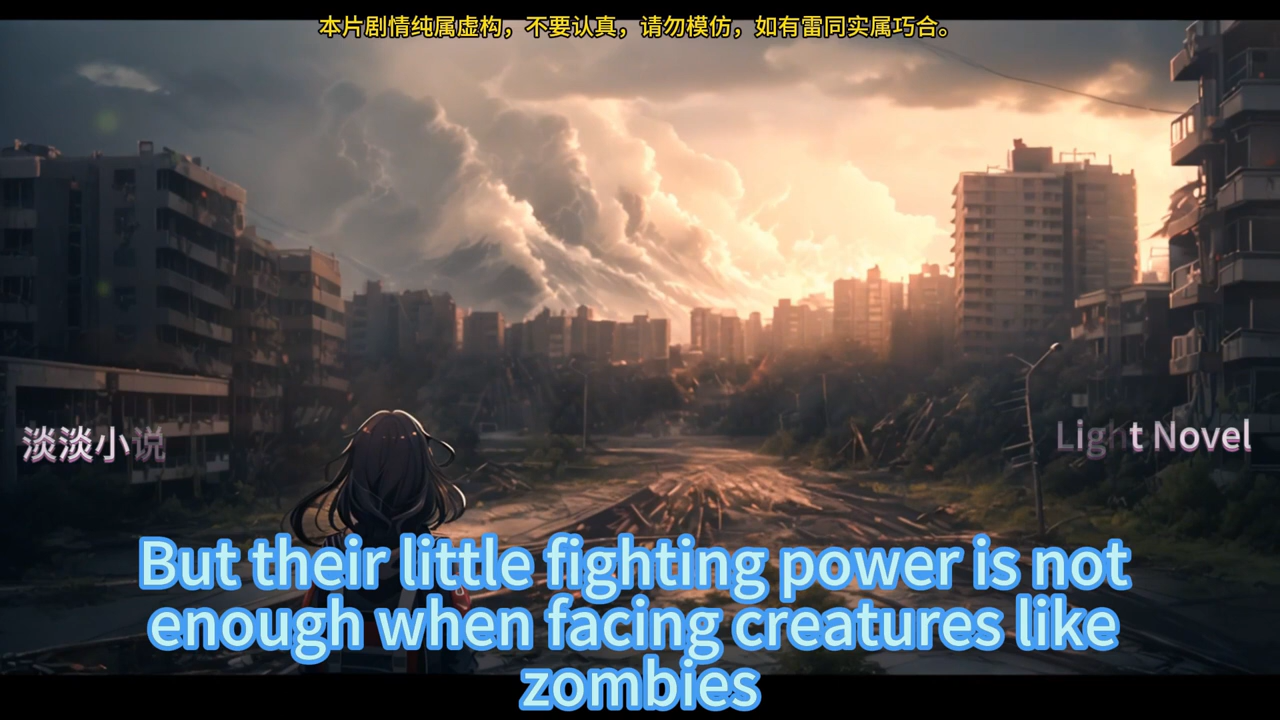 本片剧情纯属虚构，不要认真，请勿模仿，如有雷同实属巧合。
淡淡小说
Light Novel
But their little fighting power is not
enough when facing creatures like
zombies